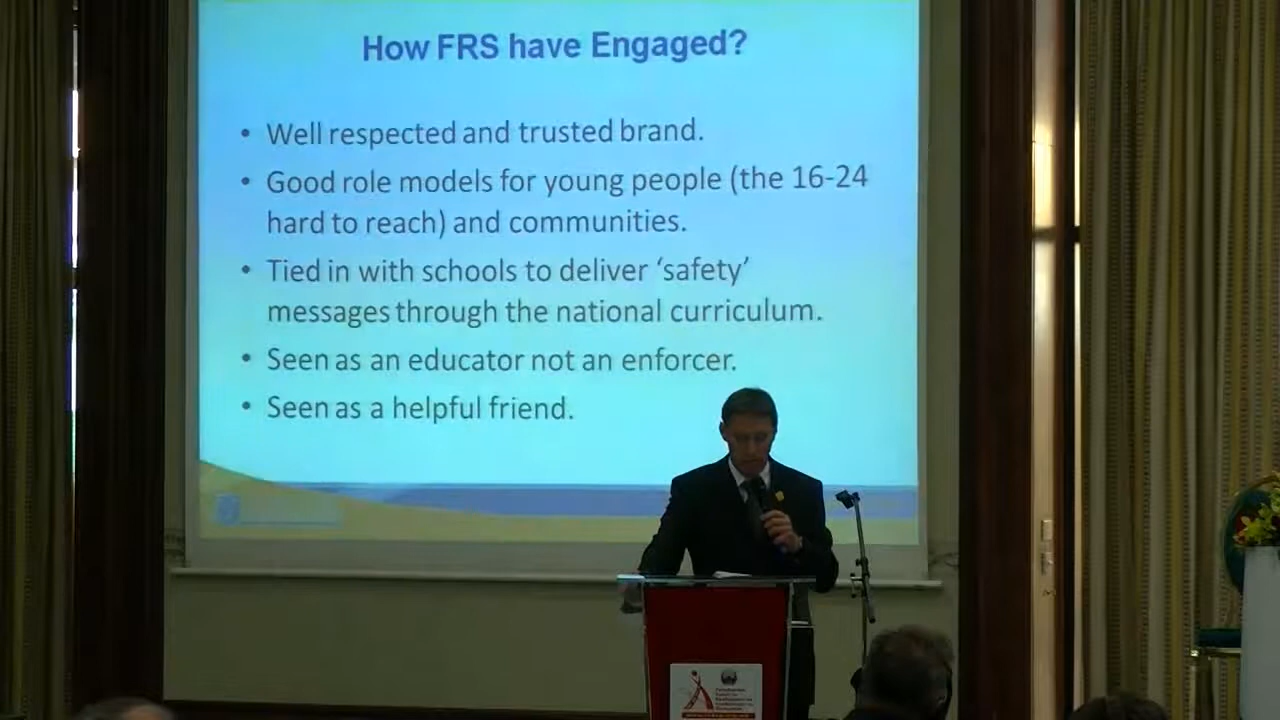 How FRS have Engaged?
• Well respected and trusted brand.
• Good role models for young people (the 16-24
hard to reach) and communities.
• Tied in with schools to deliver ‘safety’
messages through the national curriculum.
• Seen as an educator not an enforcer.
• Seen as a helpful friend.